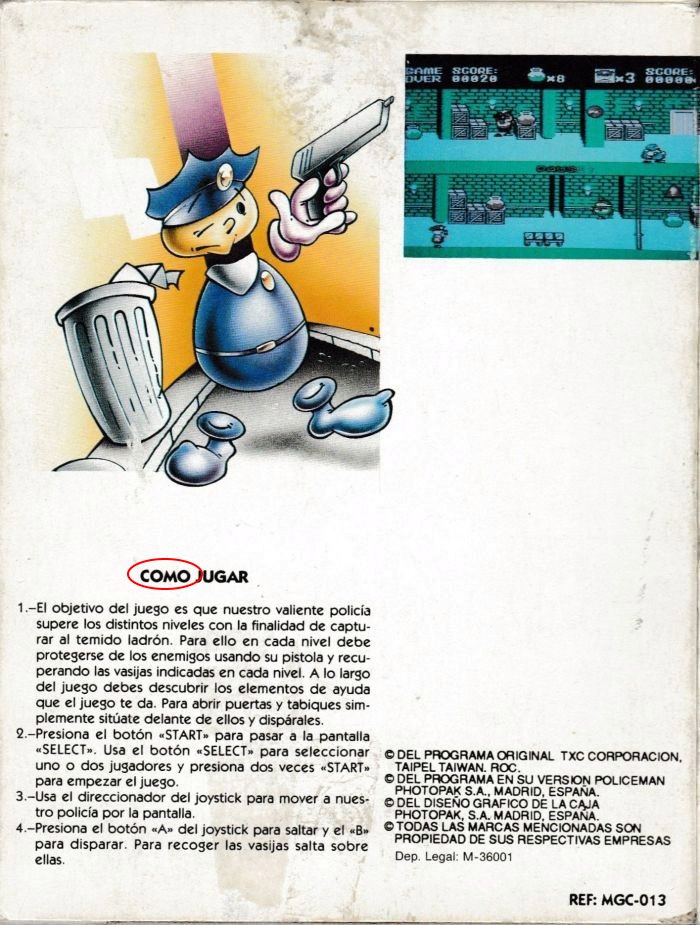 GAME SCORE:
OVER 00020 ×8 ×3 SCORE:
00000
COMO JUGAR
1.–El objetivo del juego es que nuestro valiente policía
supere los distintos niveles con la finalidad de captu-
rar al temido ladrón. Para ello en cada nivel debe
protegerse de los enemigos usando su pistola y recu-
perando las vasijas indicadas en cada nivel. A lo largo
del juego debes descubrir los elementos de ayuda
que el juego te da. Para abrir puertas y tabiques sim-
plemente sitúate delante de ellos y dispárales.
2.–Presiona el botón «START» para pasar a la pantalla
«SELECT». Usa el botón «SELECT» para seleccionar
uno o dos jugadores y presiona dos veces «START»
para empezar el juego.
3.–Usa el direccionador del joystick para mover a nues-
tro policía por la pantalla.
4.–Presiona el botón «A» del joystick para saltar y el «B»
para disparar. Para recoger las vasijas salta sobre
ellas.
© DEL PROGRAMA ORIGINAL TXC CORPORACION,
TAIPEL TAIWAN. ROC.
© DEL PROGRAMA EN SU VERSION POLICEMAN
PHOTOPAK S.A., MADRID, ESPAÑA.
© DEL DISEÑO GRAFICO DE LA CAJA
PHOTOPAK, S.A. MADRID, ESPAÑA.
© TODAS LAS MARCAS MENCIONADAS SON
PROPIEDAD DE SUS RESPECTIVAS EMPRESAS
Dep. Legal: M-36001
REF: MGC-013